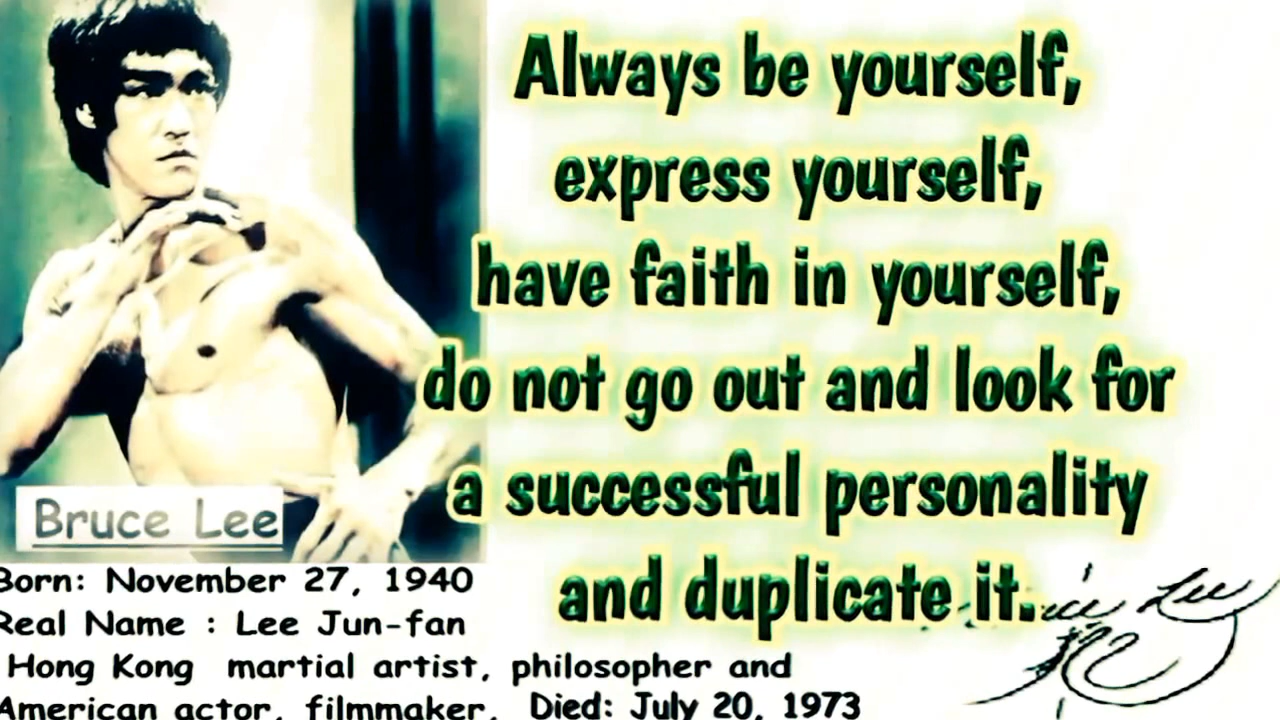 Always be yourself,
express yourself,
have faith in yourself,
do not go out and look for
a successful personality
and duplicate it.
Bruce Lee
Born: November 27, 1940
Real Name : Lee Jun-fan
Hong Kong martial artist, philosopher and
American actor, filmmaker, Died: July 20, 1973
Lee